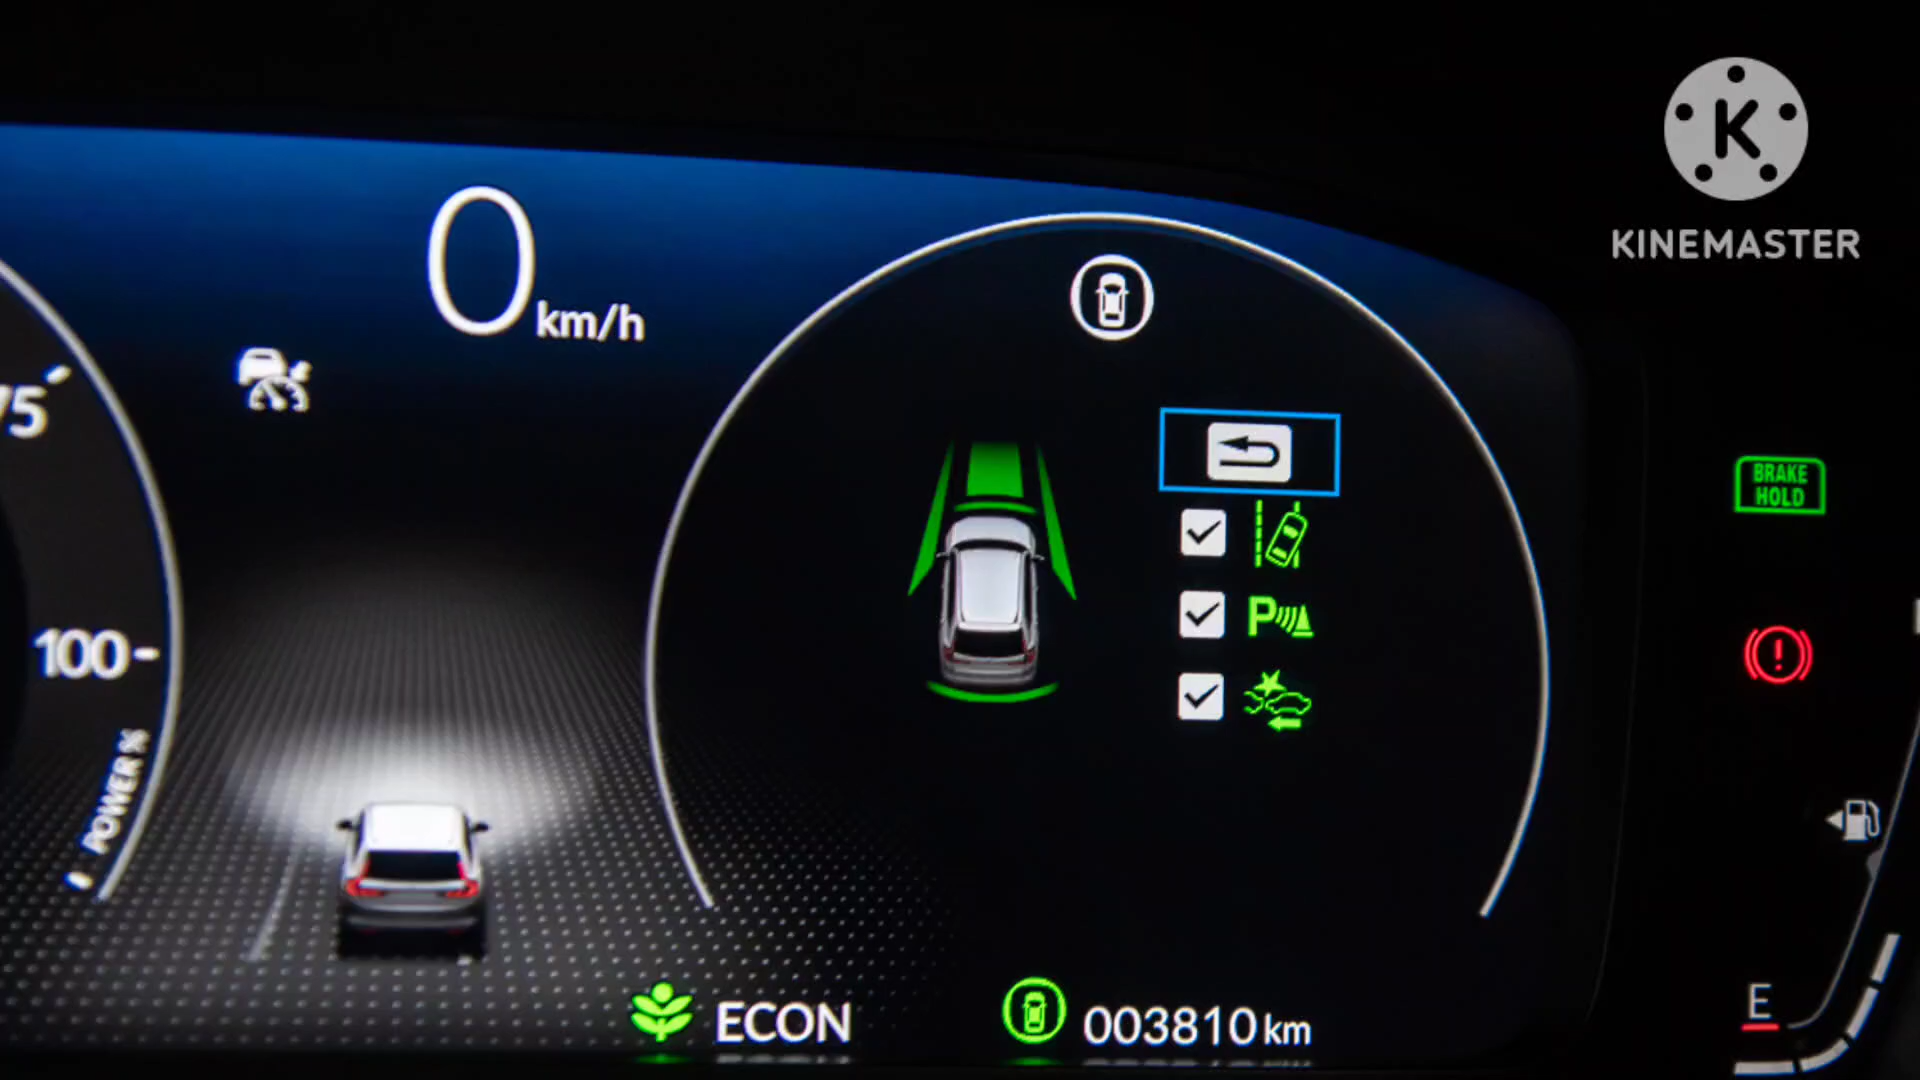 K
KINEMASTER
0 km/h
75
100
POWER %
BRAKE
HOLD
P
E
ECON
003810 km